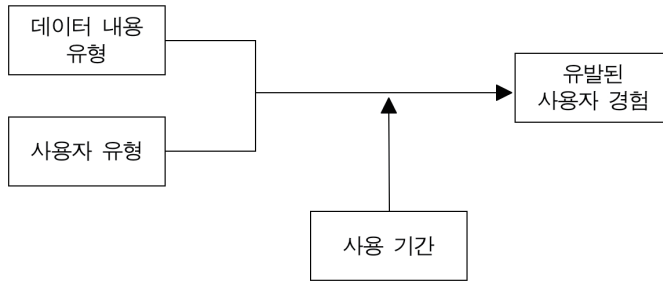 데이터 내용
유형
사용자 유형
유발된
사용자 경험
사용 기간